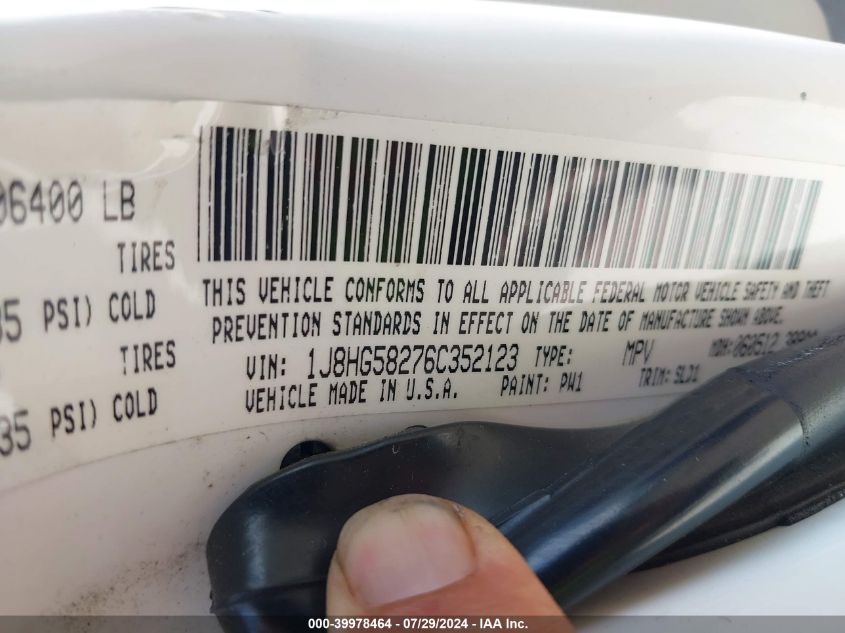 06400 LB
TIRES
PSI) COLD
TIRES
35 PSI) COLD
THIS VEHICLE CONFORMS TO ALL APPLICABLE FEDERAL MOTOR VEHICLE SAFETY AND THEFT
PREVENTION STANDARDS IN EFFECT ON THE DATE OF MANUFACTURE SHOWN ABOVE.
VIN: 1J8HG58276C352123 TYPE: MPV MDH: 060512
VEHICLE MADE IN U.S.A. PAINT: PW1 TRIM: SLD1
000-39978464 / 07/29/2024 - IAA Inc.